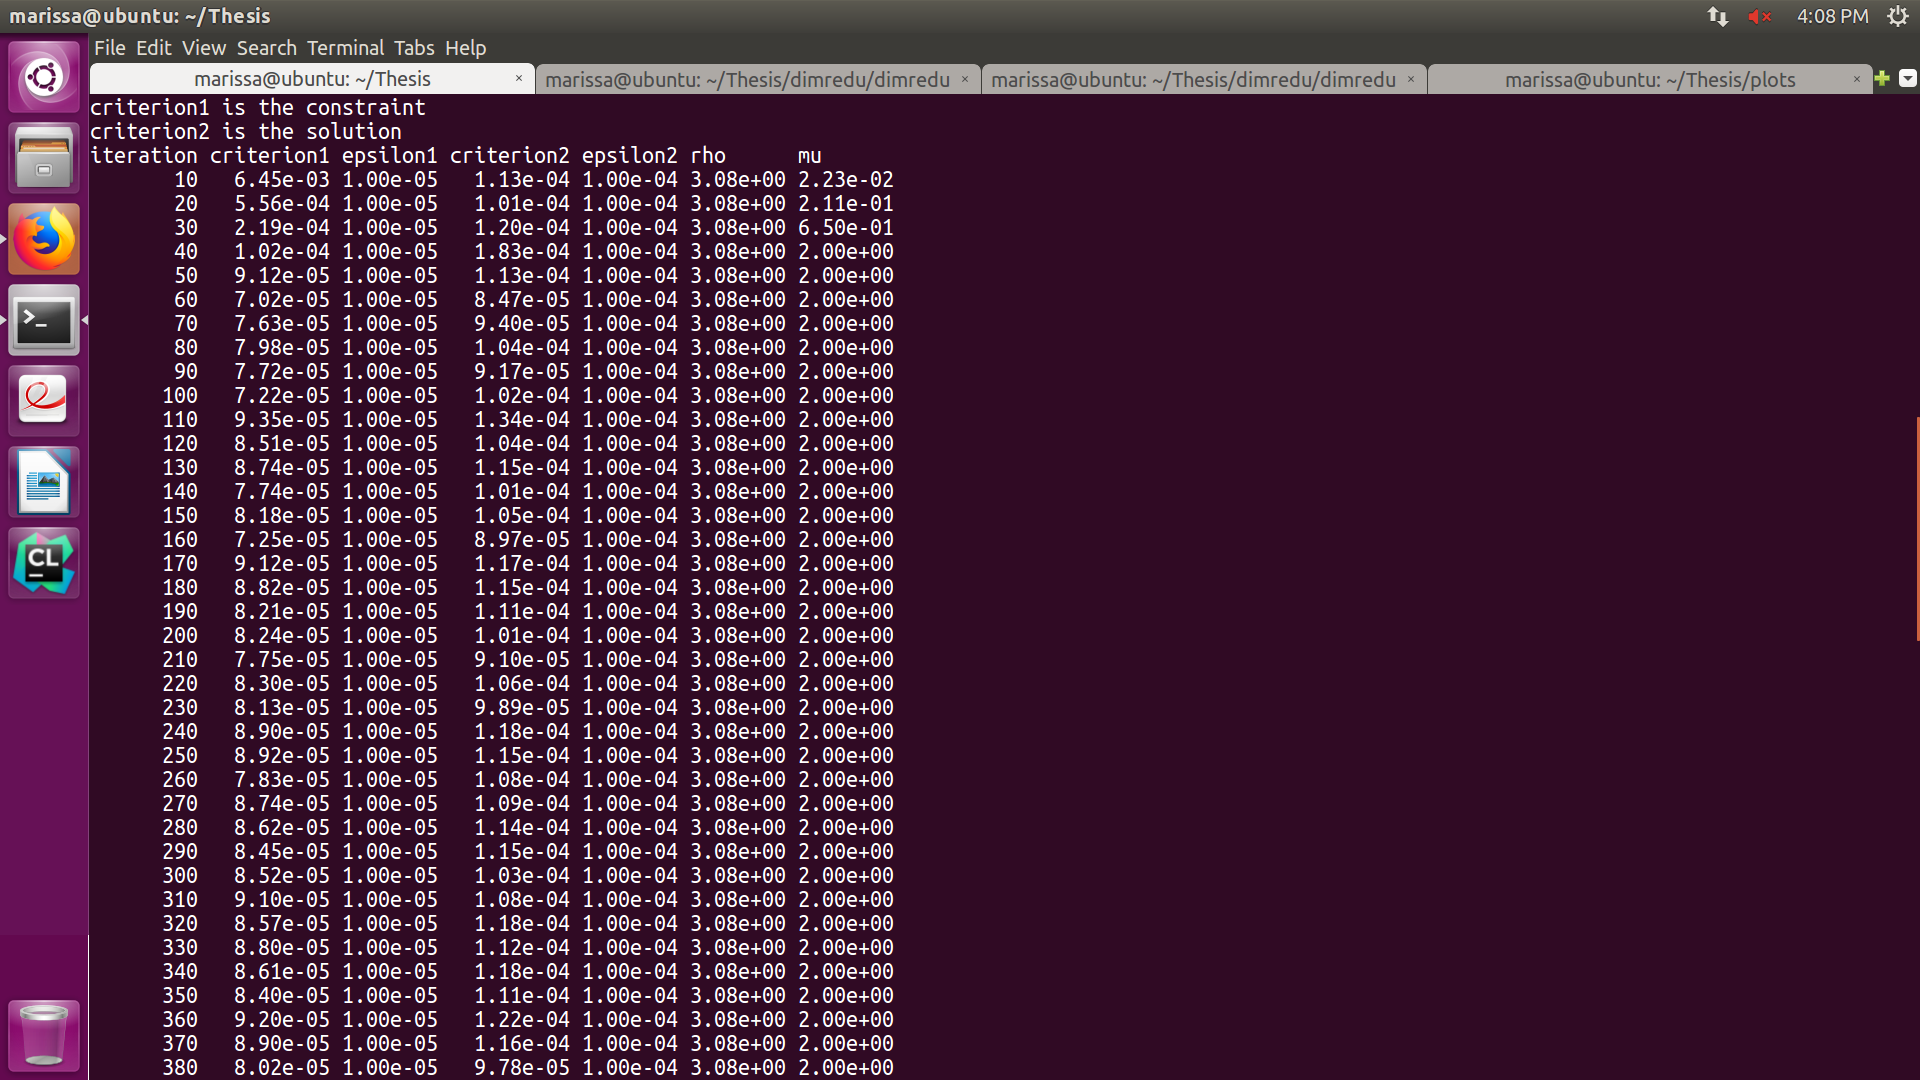 marissa@ubuntu: ~/Thesis
4:08 PM
File Edit View Search Terminal Tabs Help
marissa@ubuntu: ~/Thesis × marissa@ubuntu: ~/Thesis/dimredu/dimredu × marissa@ubuntu: ~/Thesis/dimredu/dimredu × marissa@ubuntu: ~/Thesis/plots ×
criterion1 is the constraint
criterion2 is the solution
iteration criterion1 epsilon1 criterion2 epsilon2 rho mu
10 6.45e-03 1.00e-05 1.13e-04 1.00e-04 3.08e+00 2.23e-02
20 5.56e-04 1.00e-05 1.01e-04 1.00e-04 3.08e+00 2.11e-01
30 2.19e-04 1.00e-05 1.20e-04 1.00e-04 3.08e+00 6.50e-01
40 1.02e-04 1.00e-05 1.83e-04 1.00e-04 3.08e+00 2.00e+00
50 9.12e-05 1.00e-05 1.13e-04 1.00e-04 3.08e+00 2.00e+00
60 7.02e-05 1.00e-05 8.47e-05 1.00e-04 3.08e+00 2.00e+00
70 7.63e-05 1.00e-05 9.40e-05 1.00e-04 3.08e+00 2.00e+00
80 7.98e-05 1.00e-05 1.04e-04 1.00e-04 3.08e+00 2.00e+00
90 7.72e-05 1.00e-05 9.17e-05 1.00e-04 3.08e+00 2.00e+00
100 7.22e-05 1.00e-05 1.02e-04 1.00e-04 3.08e+00 2.00e+00
110 9.35e-05 1.00e-05 1.34e-04 1.00e-04 3.08e+00 2.00e+00
120 8.51e-05 1.00e-05 1.04e-04 1.00e-04 3.08e+00 2.00e+00
130 8.74e-05 1.00e-05 1.15e-04 1.00e-04 3.08e+00 2.00e+00
140 7.74e-05 1.00e-05 1.01e-04 1.00e-04 3.08e+00 2.00e+00
150 8.18e-05 1.00e-05 1.05e-04 1.00e-04 3.08e+00 2.00e+00
160 7.25e-05 1.00e-05 8.97e-05 1.00e-04 3.08e+00 2.00e+00
170 9.12e-05 1.00e-05 1.17e-04 1.00e-04 3.08e+00 2.00e+00
180 8.82e-05 1.00e-05 1.15e-04 1.00e-04 3.08e+00 2.00e+00
190 8.21e-05 1.00e-05 1.11e-04 1.00e-04 3.08e+00 2.00e+00
200 8.24e-05 1.00e-05 1.01e-04 1.00e-04 3.08e+00 2.00e+00
210 7.75e-05 1.00e-05 9.10e-05 1.00e-04 3.08e+00 2.00e+00
220 8.30e-05 1.00e-05 1.06e-04 1.00e-04 3.08e+00 2.00e+00
230 8.13e-05 1.00e-05 9.89e-05 1.00e-04 3.08e+00 2.00e+00
240 8.90e-05 1.00e-05 1.18e-04 1.00e-04 3.08e+00 2.00e+00
250 8.92e-05 1.00e-05 1.15e-04 1.00e-04 3.08e+00 2.00e+00
260 7.83e-05 1.00e-05 1.08e-04 1.00e-04 3.08e+00 2.00e+00
270 8.74e-05 1.00e-05 1.09e-04 1.00e-04 3.08e+00 2.00e+00
280 8.62e-05 1.00e-05 1.14e-04 1.00e-04 3.08e+00 2.00e+00
290 8.45e-05 1.00e-05 1.15e-04 1.00e-04 3.08e+00 2.00e+00
300 8.52e-05 1.00e-05 1.03e-04 1.00e-04 3.08e+00 2.00e+00
310 9.10e-05 1.00e-05 1.08e-04 1.00e-04 3.08e+00 2.00e+00
320 8.57e-05 1.00e-05 1.18e-04 1.00e-04 3.08e+00 2.00e+00
330 8.80e-05 1.00e-05 1.12e-04 1.00e-04 3.08e+00 2.00e+00
340 8.61e-05 1.00e-05 1.18e-04 1.00e-04 3.08e+00 2.00e+00
350 8.40e-05 1.00e-05 1.11e-04 1.00e-04 3.08e+00 2.00e+00
360 9.20e-05 1.00e-05 1.22e-04 1.00e-04 3.08e+00 2.00e+00
370 8.90e-05 1.00e-05 1.16e-04 1.00e-04 3.08e+00 2.00e+00
380 8.02e-05 1.00e-05 9.78e-05 1.00e-04 3.08e+00 2.00e+00
>_
CL